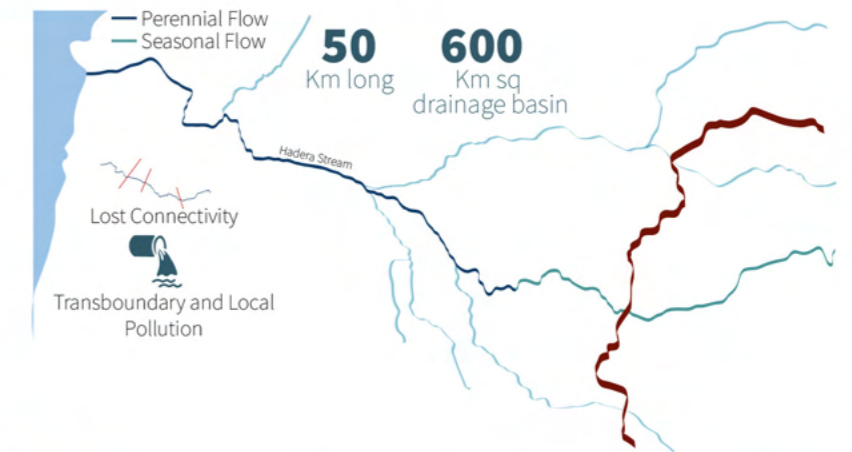 Perennial Flow
Seasonal Flow
50
Km long
600
Km sq
drainage basin
Hadera Stream
Lost Connectivity
Transboundary and Local
Pollution